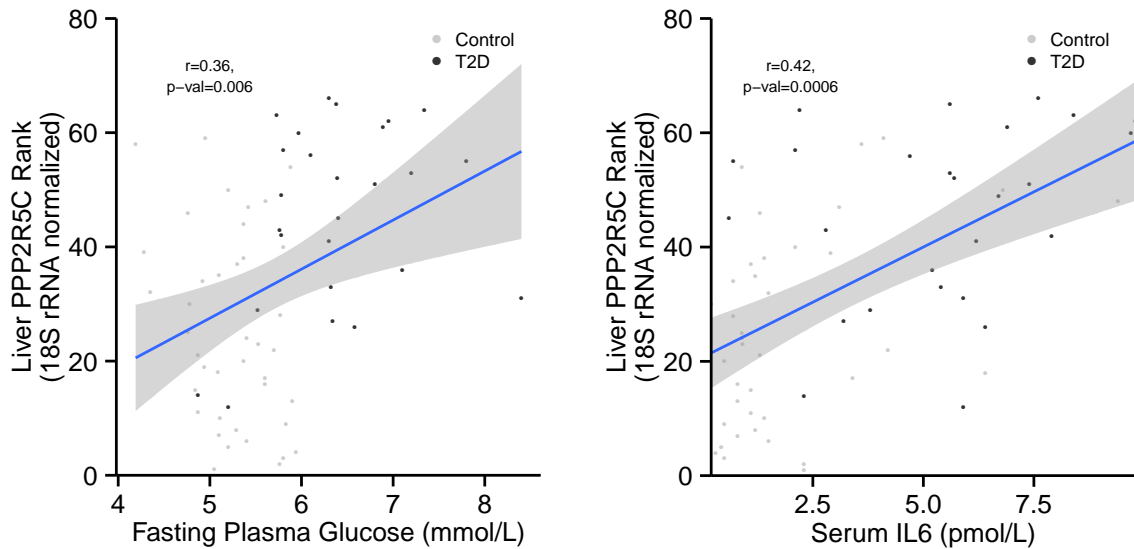 80
60
40
20
0
Liver PPP2R5C Rank
(18S rRNA normalized)
r=0.36,
p−val=0.006
Control
T2D
4 5 6 7 8
Fasting Plasma Glucose (mmol/L)
80
60
40
20
0
Liver PPP2R5C Rank
(18S rRNA normalized)
r=0.42,
p−val=0.0006
Control
T2D
2.5 5.0 7.5
Serum IL6 (pmol/L)